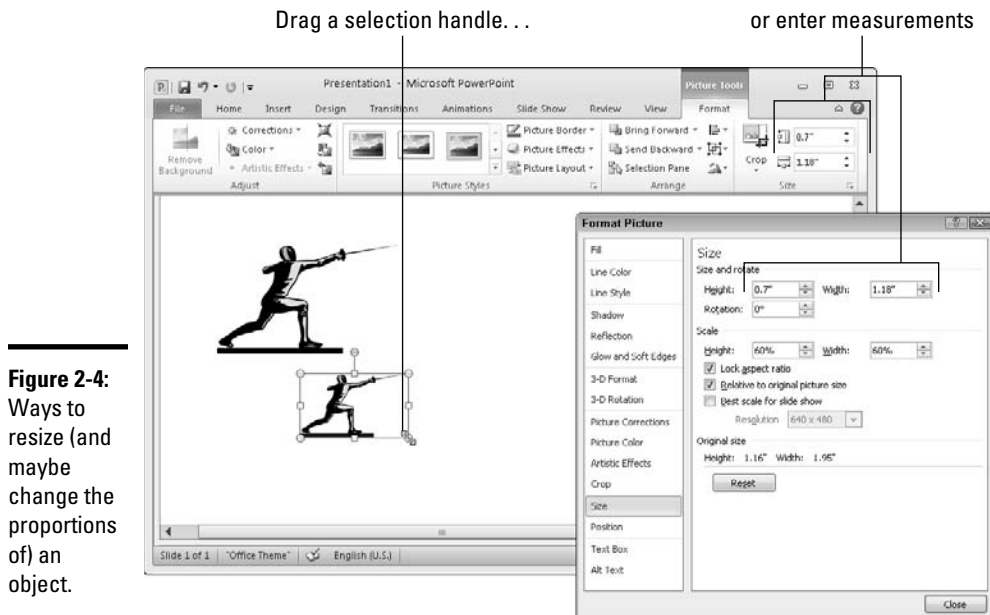 Drag a selection handle. . .
or enter measurements
Presentation1 - Microsoft PowerPoint
Picture Tools
File Home Insert Design Transitions Animations Slide Show Review View Format
Remove Background
Corrections
Color
Artistic Effects
Adjust
Picture Border
Picture Effects
Picture Layout
Picture Styles
Bring Forward
Send Backward
Selection Pane
Arrange
Crop
0.7"
1.18"
Size
Format Picture
Fill
Line Color
Line Style
Shadow
Reflection
Glow and Soft Edges
3-D Format
3-D Rotation
Picture Corrections
Picture Color
Artistic Effects
Crop
Size
Position
Text Box
Alt Text
Size
Size and rotate
Height: 0.7" Width: 1.18"
Rotation: 0°
Scale
Height: 60% Width: 60%
Lock aspect ratio
Relative to original picture size
Best scale for slide show
Resolution 640 x 480
Original size
Height: 1.16" Width: 1.95"
Reset
Close
Slide 1 of 1 "Office Theme" English (U.S.)
Figure 2-4:
Ways to
resize (and
maybe
change the
proportions
of) an
object.